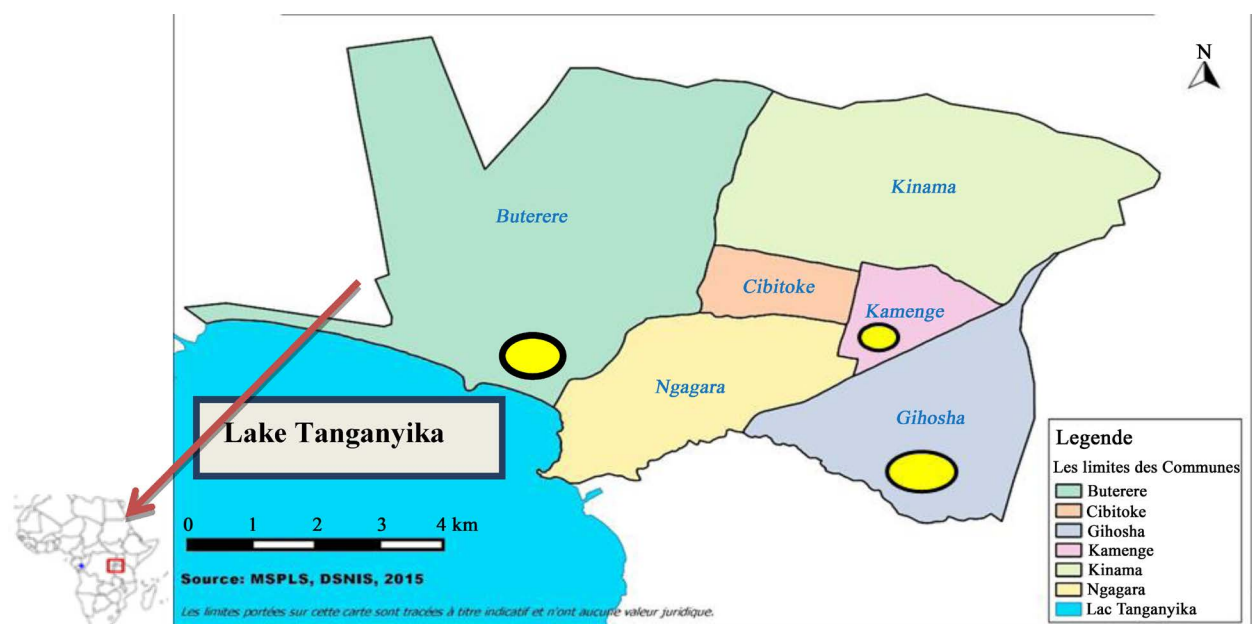 N
Kinama
Buterere
Cibitoke
Kamenge
Ngagara
Gihosha
Lake Tanganyika
0 1 2 3 4 km
Source: MSPLS, DSNIS, 2015
Les limites portées sur cette carte sont tracées à titre indicatif et n'ont aucune valeur juridique.
Legende
Les limites des Communes
Buterere
Cibitoke
Gihosha
Kamenge
Kinama
Ngagara
Lac Tanganyika